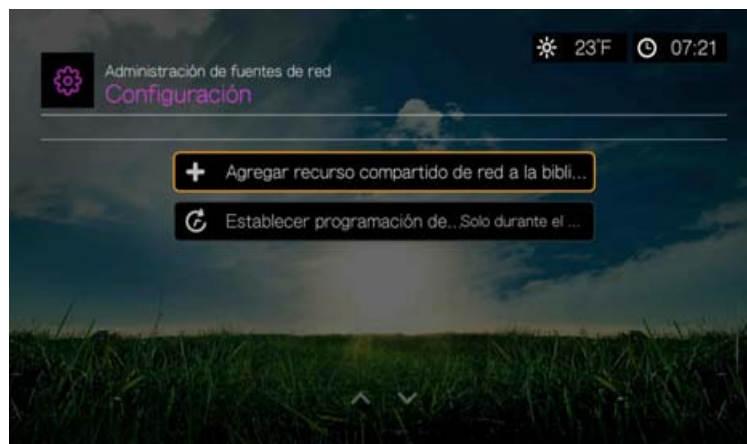 23°F 07:21
Administración de fuentes de red
Configuración
Agregar recurso compartido de red a la bibli...
Establecer programación de... Solo durante el ...